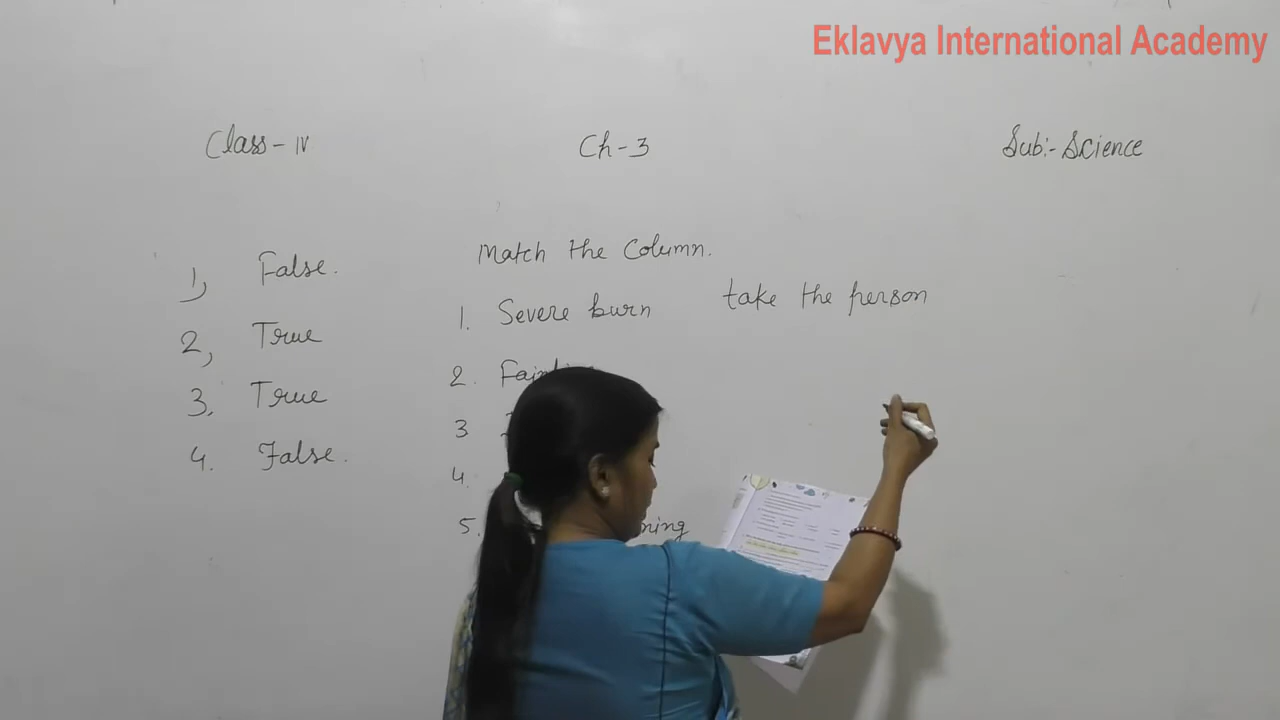 Eklavya International Academy
Class - IV
Ch - 3
Sub:- Science
1, False.
2, True
3. True
4. False.
Match the Column.
1. Severe burn take the person
2.
3
4.
5.